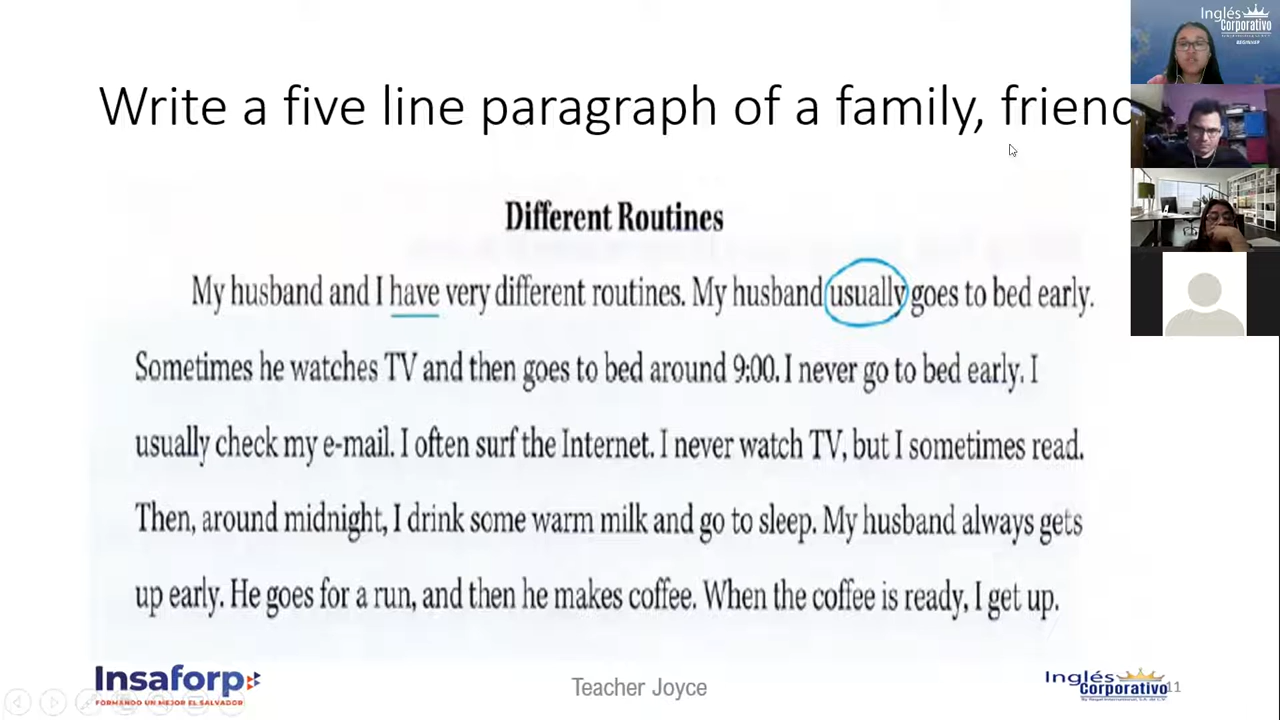 Write a five line paragraph of a family, friend
Different Routines
My husband and I have very different routines. My husband usually goes to bed early.
Sometimes he watches TV and then goes to bed around 9:00. I never go to bed early. I
usually check my e-mail. I often surf the Internet. I never watch TV, but I sometimes read.
Then, around midnight, I drink some warm milk and go to sleep. My husband always gets
up early. He goes for a run, and then he makes coffee. When the coffee is ready, I get up.
Insaforp
FORMANDO UN MEJOR EL SALVADOR
Teacher Joyce
Inglés
Corporativo
11
Inglés
Corporativo
BEGINNER